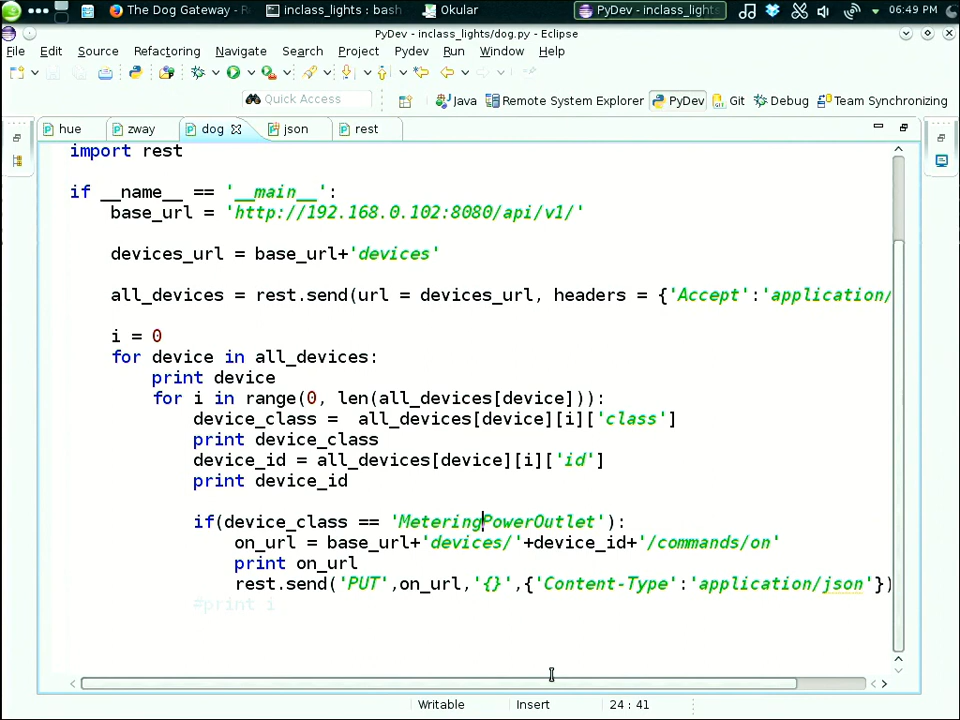 The Dog Gateway - inclass_lights : bash Okular PyDev - inclass_lights 06:49 PM
PyDev - inclass_lights/dog.py - Eclipse
File Edit Source Refactoring Navigate Search Project Pydev Run Window Help
Quick Access Java Remote System Explorer PyDev Git Debug Team Synchronizing
hue zway dog json rest
import rest
if __name__ == '__main__':
base_url = 'http://192.168.0.102:8080/api/v1/'
devices_url = base_url+'devices'
all_devices = rest.send(url = devices_url, headers = {'Accept':'application/
i = 0
for device in all_devices:
print device
for i in range(0, len(all_devices[device])):
device_class =  all_devices[device][i]['class']
print device_class
device_id = all_devices[device][i]['id']
print device_id
if(device_class == 'MeteringPowerOutlet'):
on_url = base_url+'devices/'+device_id+'/commands/on'
print on_url
rest.send('PUT',on_url,'{}',{'Content-Type':'application/json'})
#print i
Writable Insert 24 : 41